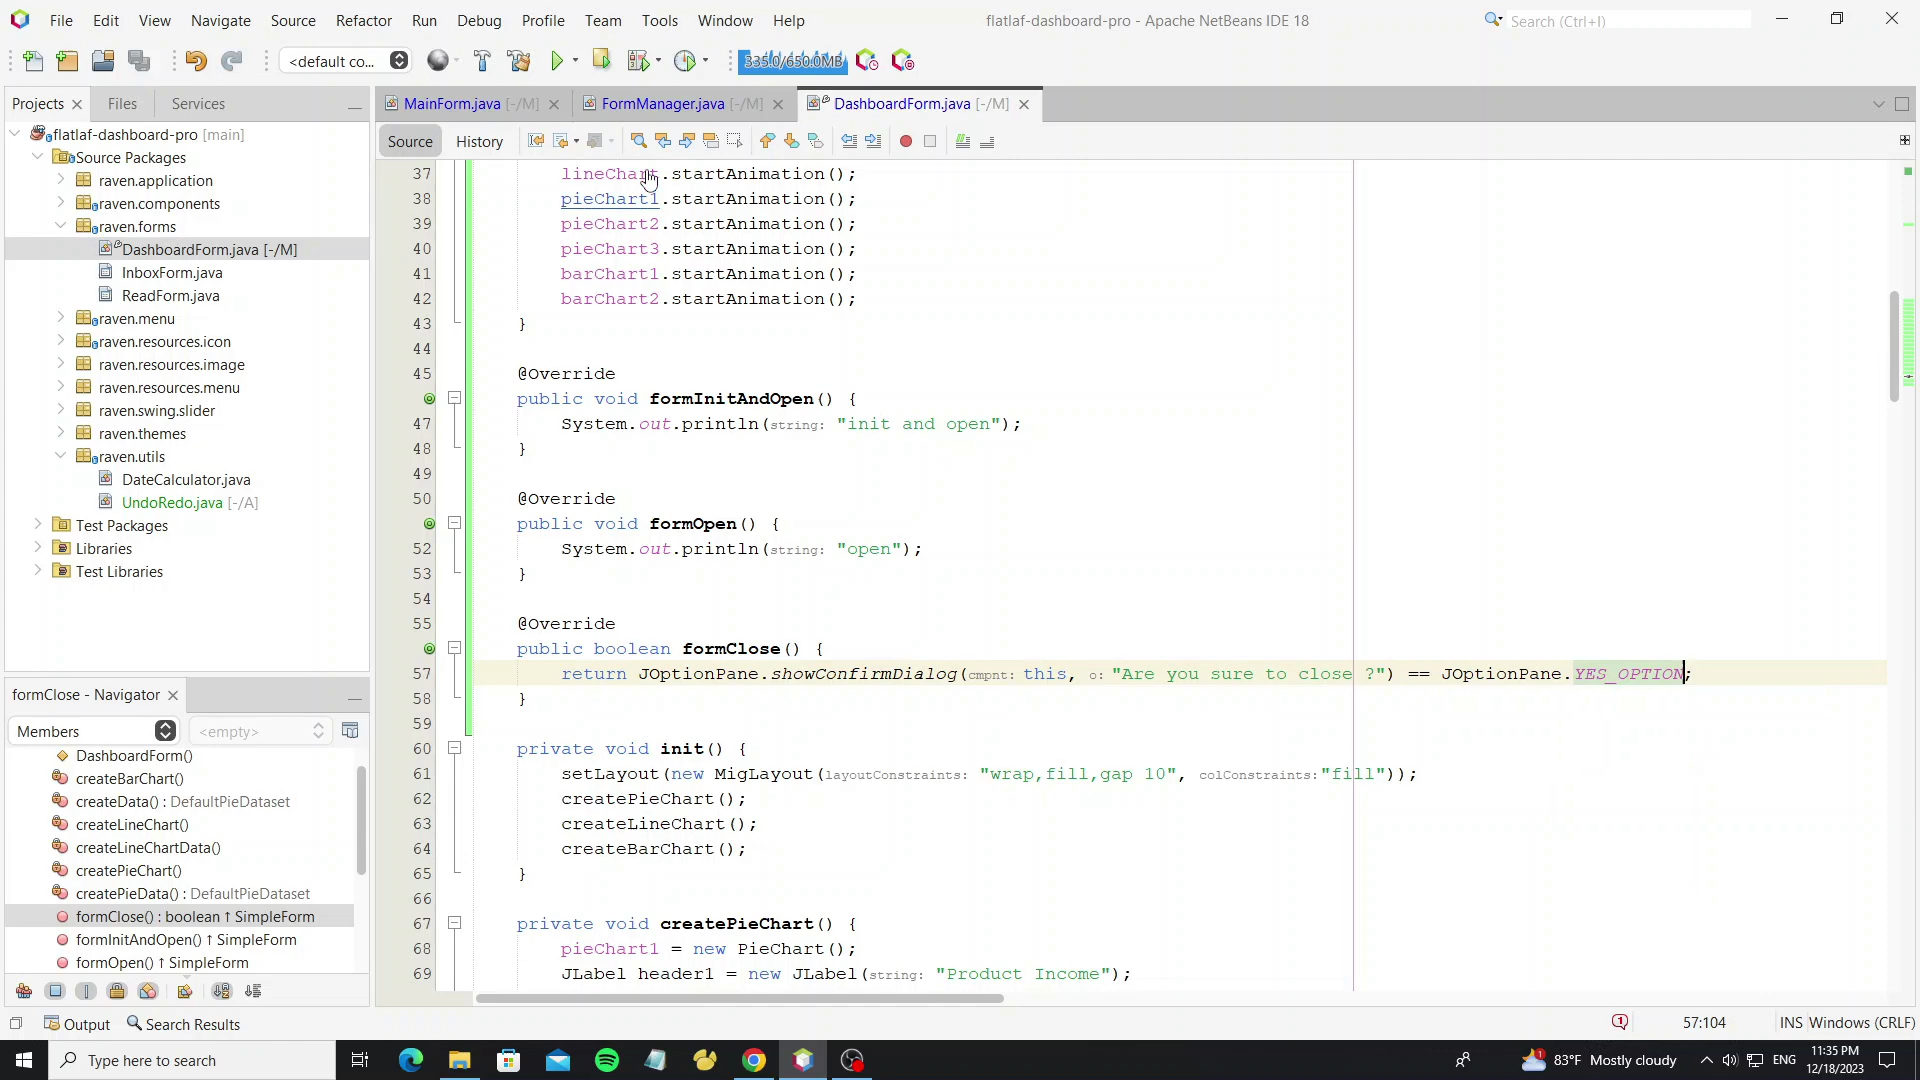 File Edit View Navigate Source Refactor Run Debug Profile Team Tools Window Help
flatlaf-dashboard-pro - Apache NetBeans IDE 18
Search (Ctrl+I)
<default co...
335.0/650.0MB
Projects Files Services
flatlaf-dashboard-pro [main]
Source Packages
raven.application
raven.components
raven.forms
DashboardForm.java [-/M]
InboxForm.java
ReadForm.java
raven.menu
raven.resources.icon
raven.resources.image
raven.resources.menu
raven.swing.slider
raven.themes
raven.utils
DateCalculator.java
UndoRedo.java [-/A]
Test Packages
Libraries
Test Libraries
formClose - Navigator
Members <empty>
DashboardForm()
createBarChart()
createData() : DefaultPieDataset
createLineChart()
createLineChartData()
createPieChart()
createPieData() : DefaultPieDataset
formClose() : boolean ↑ SimpleForm
formInitAndOpen() ↑ SimpleForm
formOpen() ↑ SimpleForm
MainForm.java [-/M] FormManager.java [-/M] DashboardForm.java [-/M]
Source History
37 lineChart.startAnimation();
38 pieChart1.startAnimation();
39 pieChart2.startAnimation();
40 pieChart3.startAnimation();
41 barChart1.startAnimation();
42 barChart2.startAnimation();
43 }
44
45 @Override
public void formInitAndOpen() {
47 System.out.println(string: "init and open");
48 }
49
50 @Override
public void formOpen() {
52 System.out.println(string: "open");
53 }
54
55 @Override
public boolean formClose() {
57 return JOptionPane.showConfirmDialog(cmpnt: this, o: "Are you sure to close ?") == JOptionPane.YES_OPTION;
58 }
59
60 private void init() {
61 setLayout(new MigLayout(layoutConstraints: "wrap,fill,gap 10", colConstraints:"fill"));
62 createPieChart();
63 createLineChart();
64 createBarChart();
65 }
66
67 private void createPieChart() {
68 pieChart1 = new PieChart();
69 JLabel header1 = new JLabel(string: "Product Income");
Output Search Results
1
57:104 INS Windows (CRLF)
Type here to search
1
83°F Mostly cloudy
ENG
11:35 PM
12/18/2023